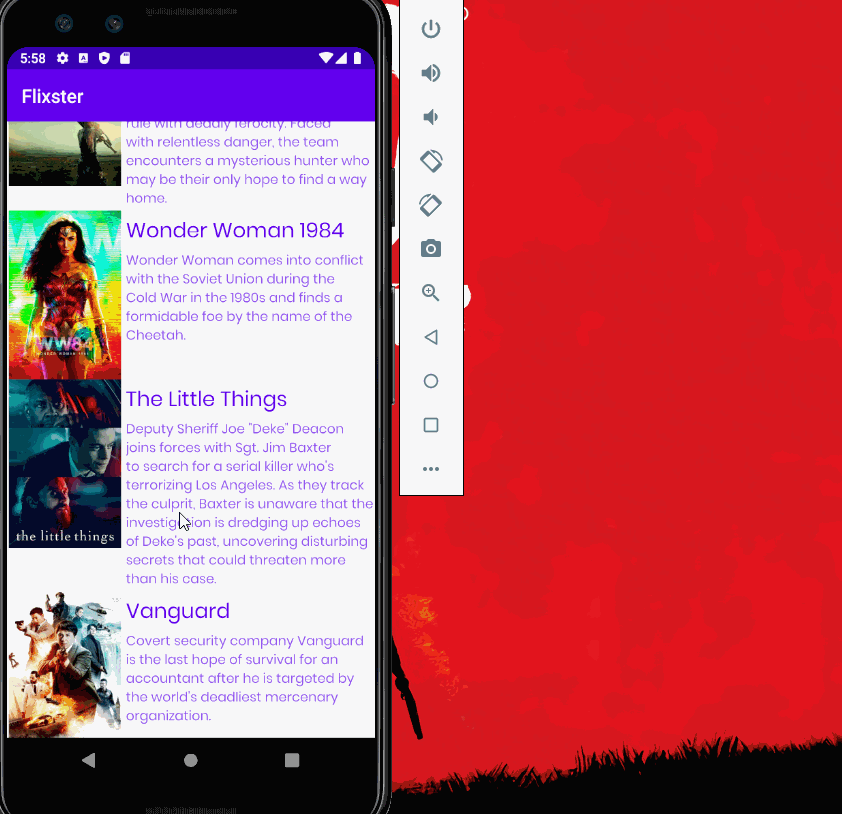 5:58
Flixster
rule with deadly ferocity. Faced
with relentless danger, the team
encounters a mysterious hunter who
may be their only hope to find a way
home.
Wonder Woman 1984
Wonder Woman comes into conflict
with the Soviet Union during the
Cold War in the 1980s and finds a
formidable foe by the name of the
Cheetah.
WW84
The Little Things
Deputy Sheriff Joe "Deke" Deacon
joins forces with Sgt. Jim Baxter
to search for a serial killer who's
terrorizing Los Angeles. As they track
the culprit, Baxter is unaware that the
investigation is dredging up echoes
of Deke's past, uncovering disturbing
secrets that could threaten more
than his case.
the little things
Vanguard
Covert security company Vanguard
is the last hope of survival for an
accountant after he is targeted by
the world's deadliest mercenary
organization.